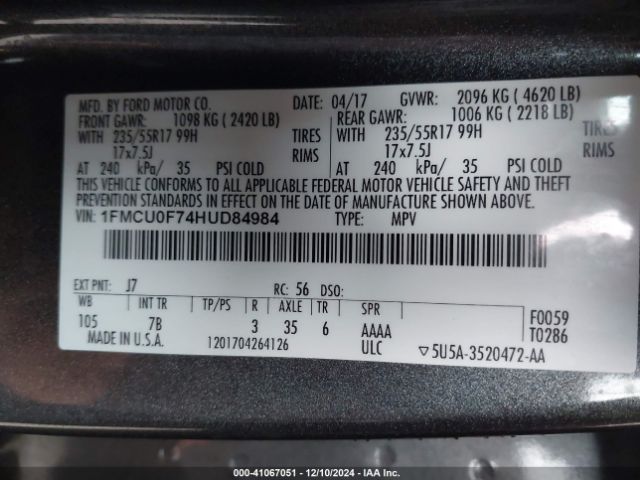 MFD. BY FORD MOTOR CO. DATE: 04/17 GVWR: 2096 KG ( 4620 LB)
FRONT GAWR: 1098 KG ( 2420 LB) REAR GAWR: 1006 KG ( 2218 LB)
WITH 235/55R17 99H TIRES WITH 235/55R17 99H TIRES
17x7.5J RIMS 17x7.5J RIMS
AT 240 kPa/ 35 PSI COLD AT 240 kPa/ 35 PSI COLD
THIS VEHICLE CONFORMS TO ALL APPLICABLE FEDERAL MOTOR VEHICLE SAFETY AND THEFT
PREVENTION STANDARDS IN EFFECT ON THE DATE OF MANUFACTURE SHOWN ABOVE.
VIN: 1FMCU0F74HUD84984 TYPE: MPV
EXT PNT: J7 RC: 56 DSO:
WB INT TR TP/PS R AXLE TR SPR F0059
105 7B 3 35 6 AAAA T0286
MADE IN U.S.A. 1201704264126 ULC ▽5U5A-3520472-AA
000-41067051 - 12/10/2024 - IAA Inc.